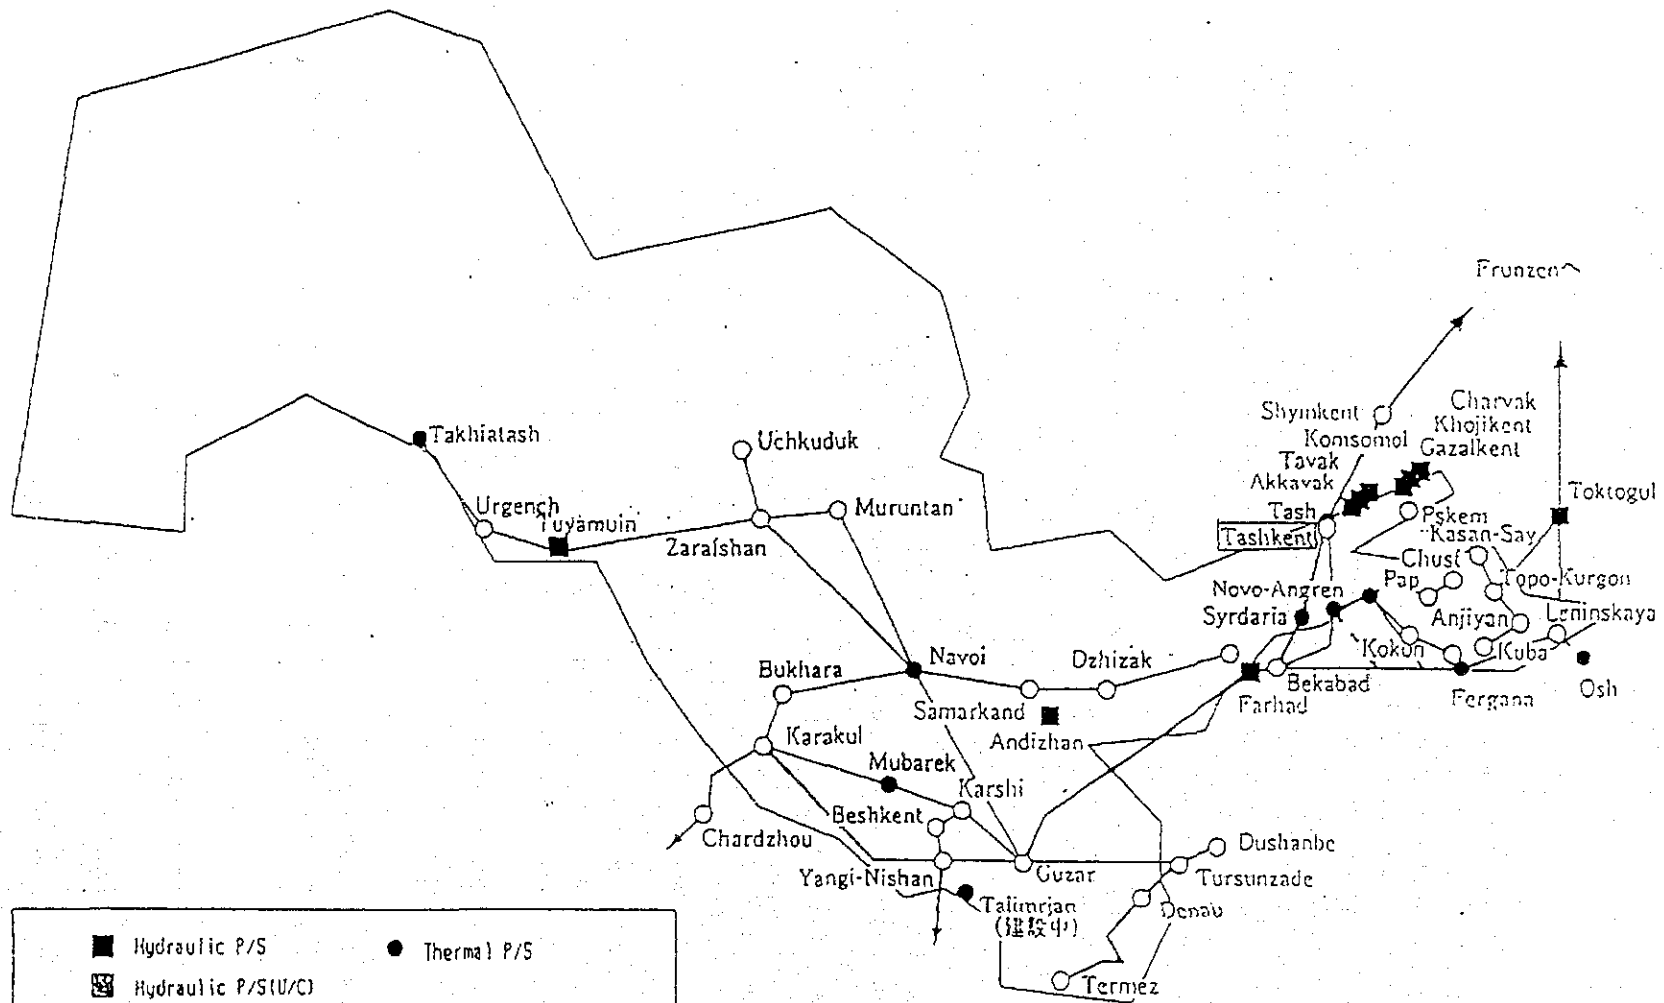 Frunzen
Charvak
Shymkent
Khojikent
Komsomol
Gazalkent
Tavak
Akkavak
Takhiatash
Uchkuduk
Toktogul
Urgench
Muruntan
Tash
Pskem
Tuyamuin
Tashkent
Kasan-Say
Zarafshan
Chust
Pap
Topo-Kurgon
Novo-Angren
Syrdaria
Anjiyan
Leninskaya
Navoi
Dzhizak
Kokun
Kuba
Bukhara
Bekabad
Samarkand
Farhad
Fergana
Osh
Karakul
Andizhan
Mubarek
Karshi
Beshkent
Chardzhou
Dushanbe
Yangi-Nishan
Guzar
Tursunzade
Talimrjan
(建設中)
Denau
Termez
Hydraulic P/S
Thermal P/S
Hydraulic P/S(U/C)